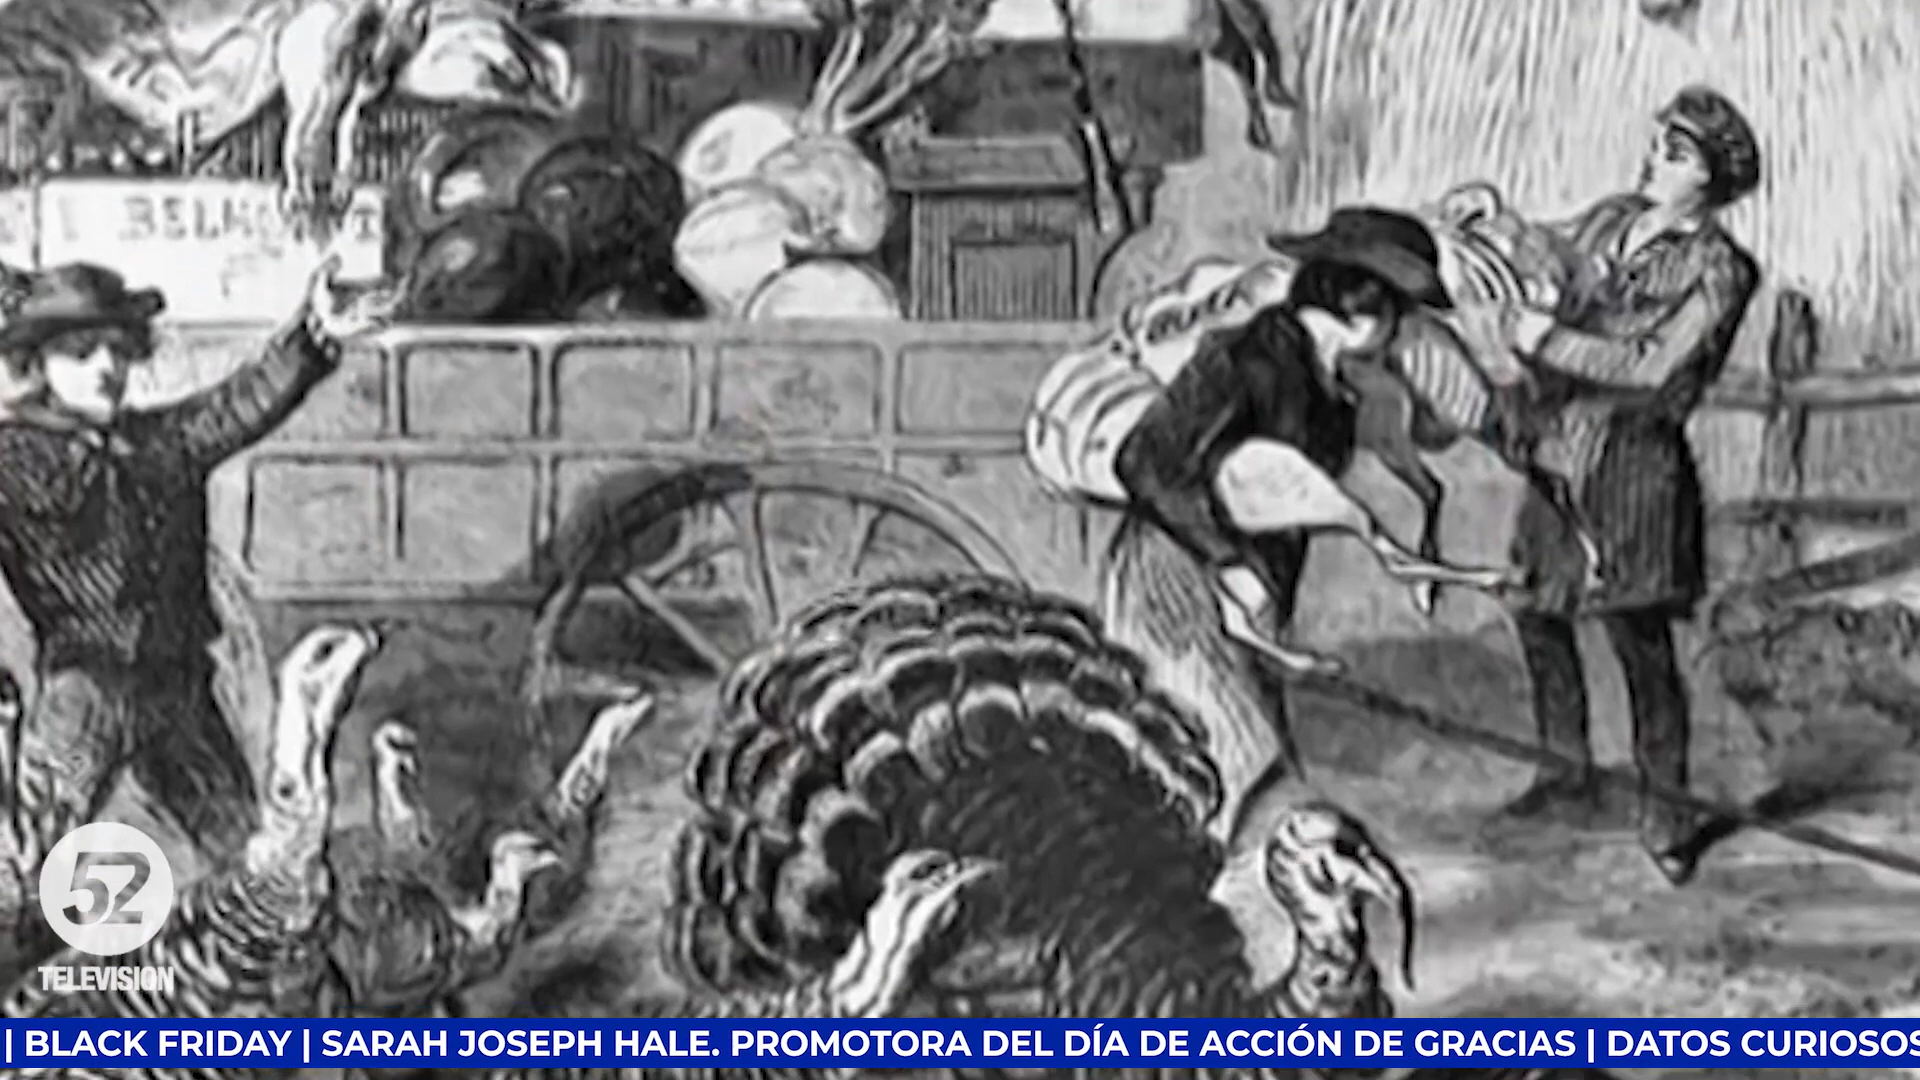 52
TELEVISION
| BLACK FRIDAY | SARAH JOSEPH HALE. PROMOTORA DEL DÍA DE ACCIÓN DE GRACIAS | DATOS CURIOSOS